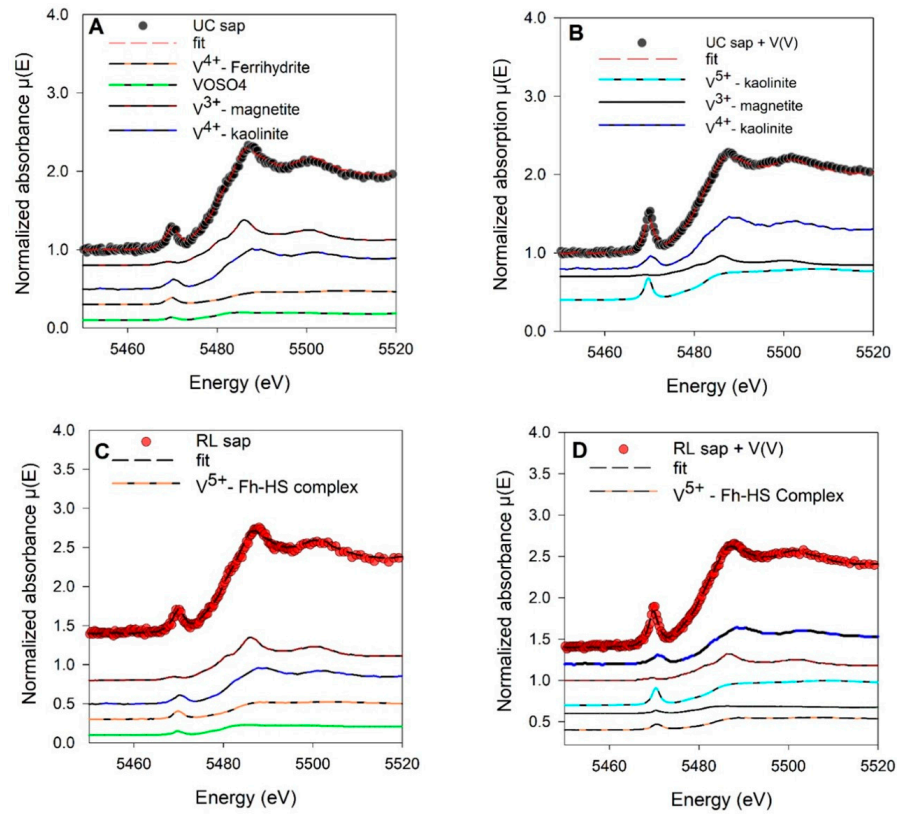 A
UC sap
fit
V4+- Ferrihydrite
VOSO4
V3+- magnetite
V4+- kaolinite
Normalized absorbance μ(E)
4.0
3.0
2.0
1.0
0.0
5460
5480
5500
5520
Energy (eV)
B
UC sap + V(V)
fit
V5+ - kaolinite
V3+- magnetite
V4+- kaolinite
Normalized absorption μ(E)
4.0
3.0
2.0
1.0
0.0
5460
5480
5500
5520
Energy (eV)
C
RL sap
fit
V5+- Fh-HS complex
Normalized absorbance μ(E)
4.0
3.5
3.0
2.5
2.0
1.5
1.0
0.5
0.0
5460
5480
5500
5520
Energy (eV)
D
RL sap + V(V)
fit
V5+ - Fh-HS Complex
Normalized absorbance μ(E)
4.0
3.5
3.0
2.5
2.0
1.5
1.0
0.5
5460
5480
5500
5520
Energy (eV)